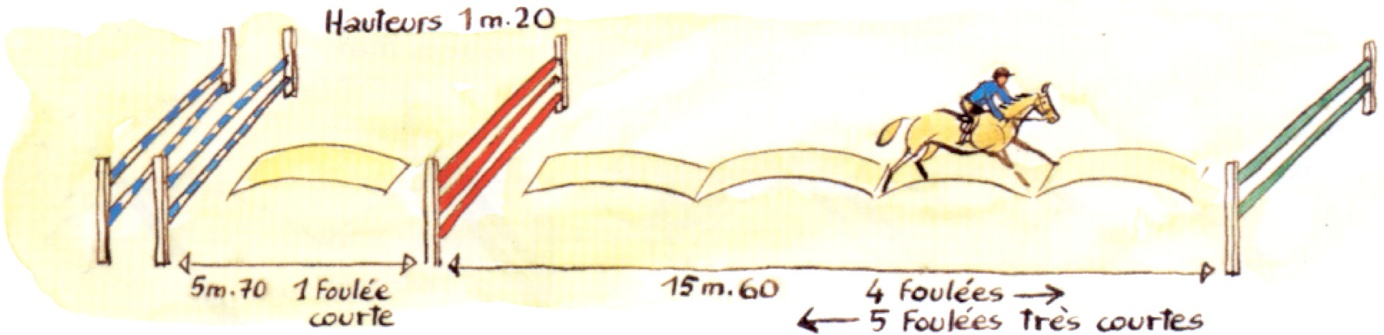 Hauteurs 1m.20
5m.70 1 Foulée
courte
15m.60
4 Foulées →
← 5 Foulées très courtes